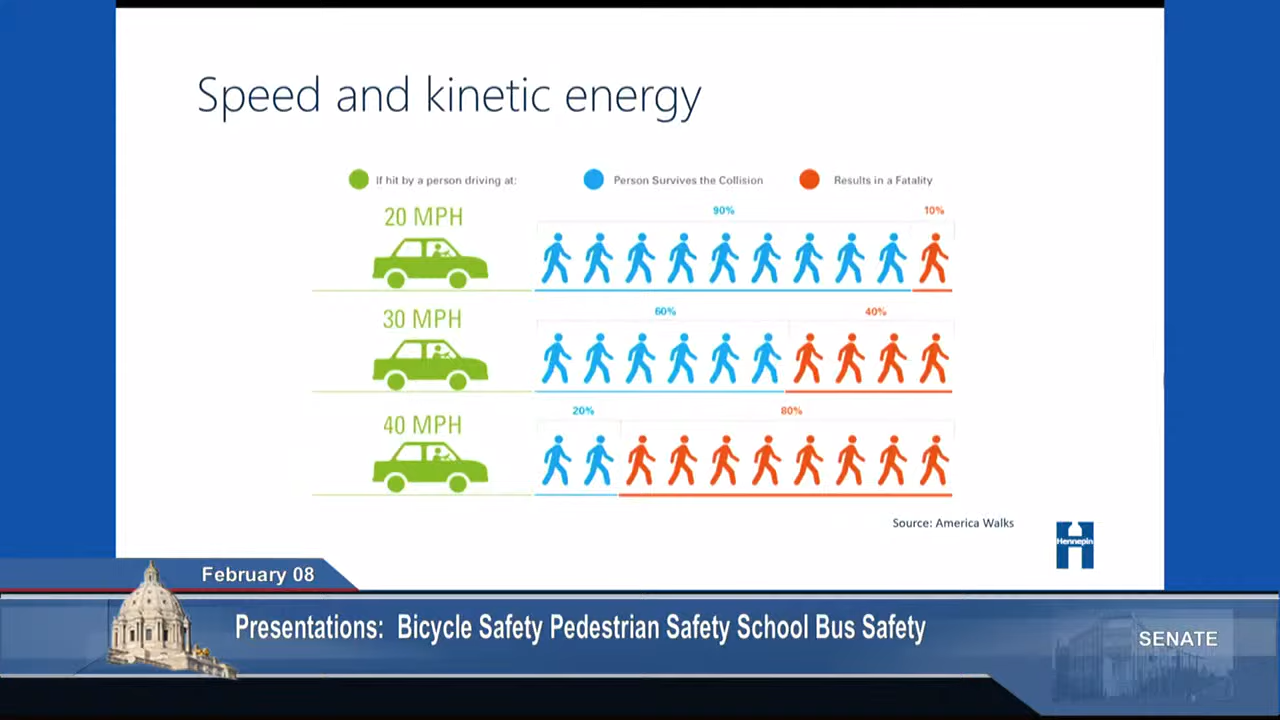 Speed and kinetic energy
If hit by a person driving at:
Person Survives the Collision
Results in a Fatality
20 MPH
90%
10%
30 MPH
60%
40%
40 MPH
20%
80%
Source: America Walks
Hennepin
February 08
Presentations: Bicycle Safety Pedestrian Safety School Bus Safety
SENATE